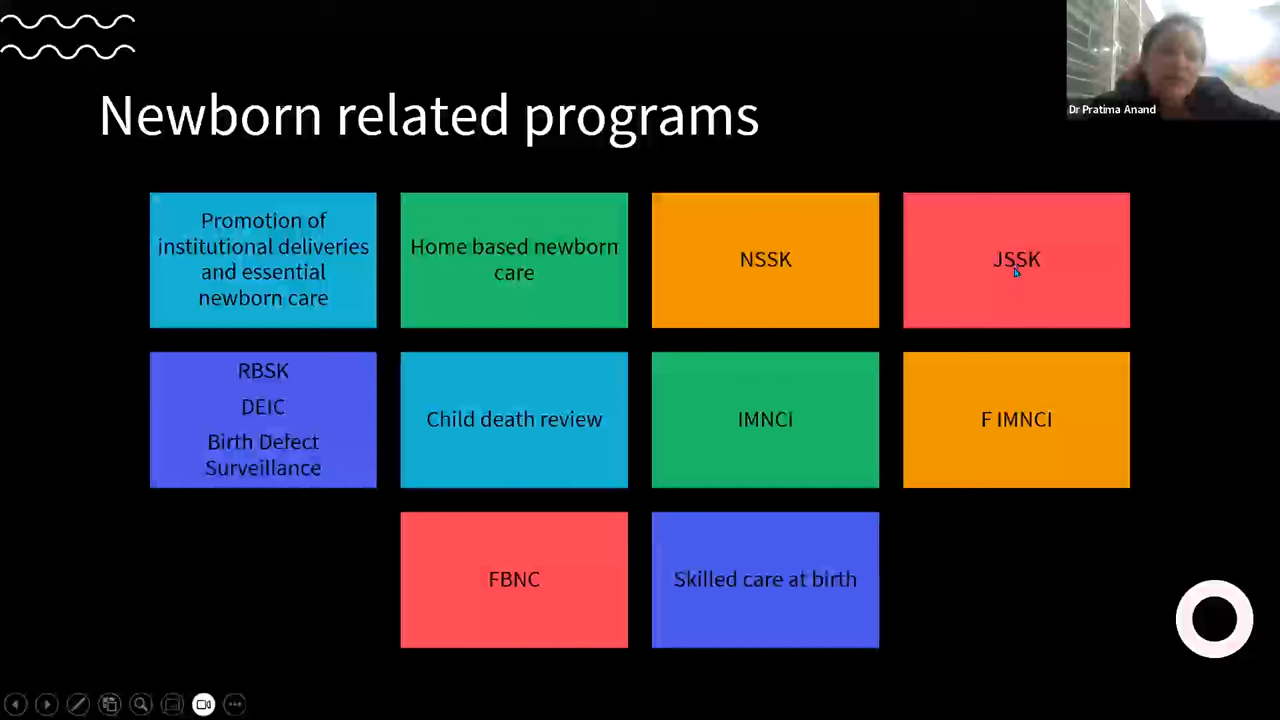 Dr Pratima Anand
Newborn related programs
Promotion of
institutional deliveries
and essential
newborn care
Home based newborn
care
NSSK
JSSK
RBSK
DEIC
Birth Defect
Surveillance
Child death review
IMNCI
F IMNCI
FBNC
Skilled care at birth